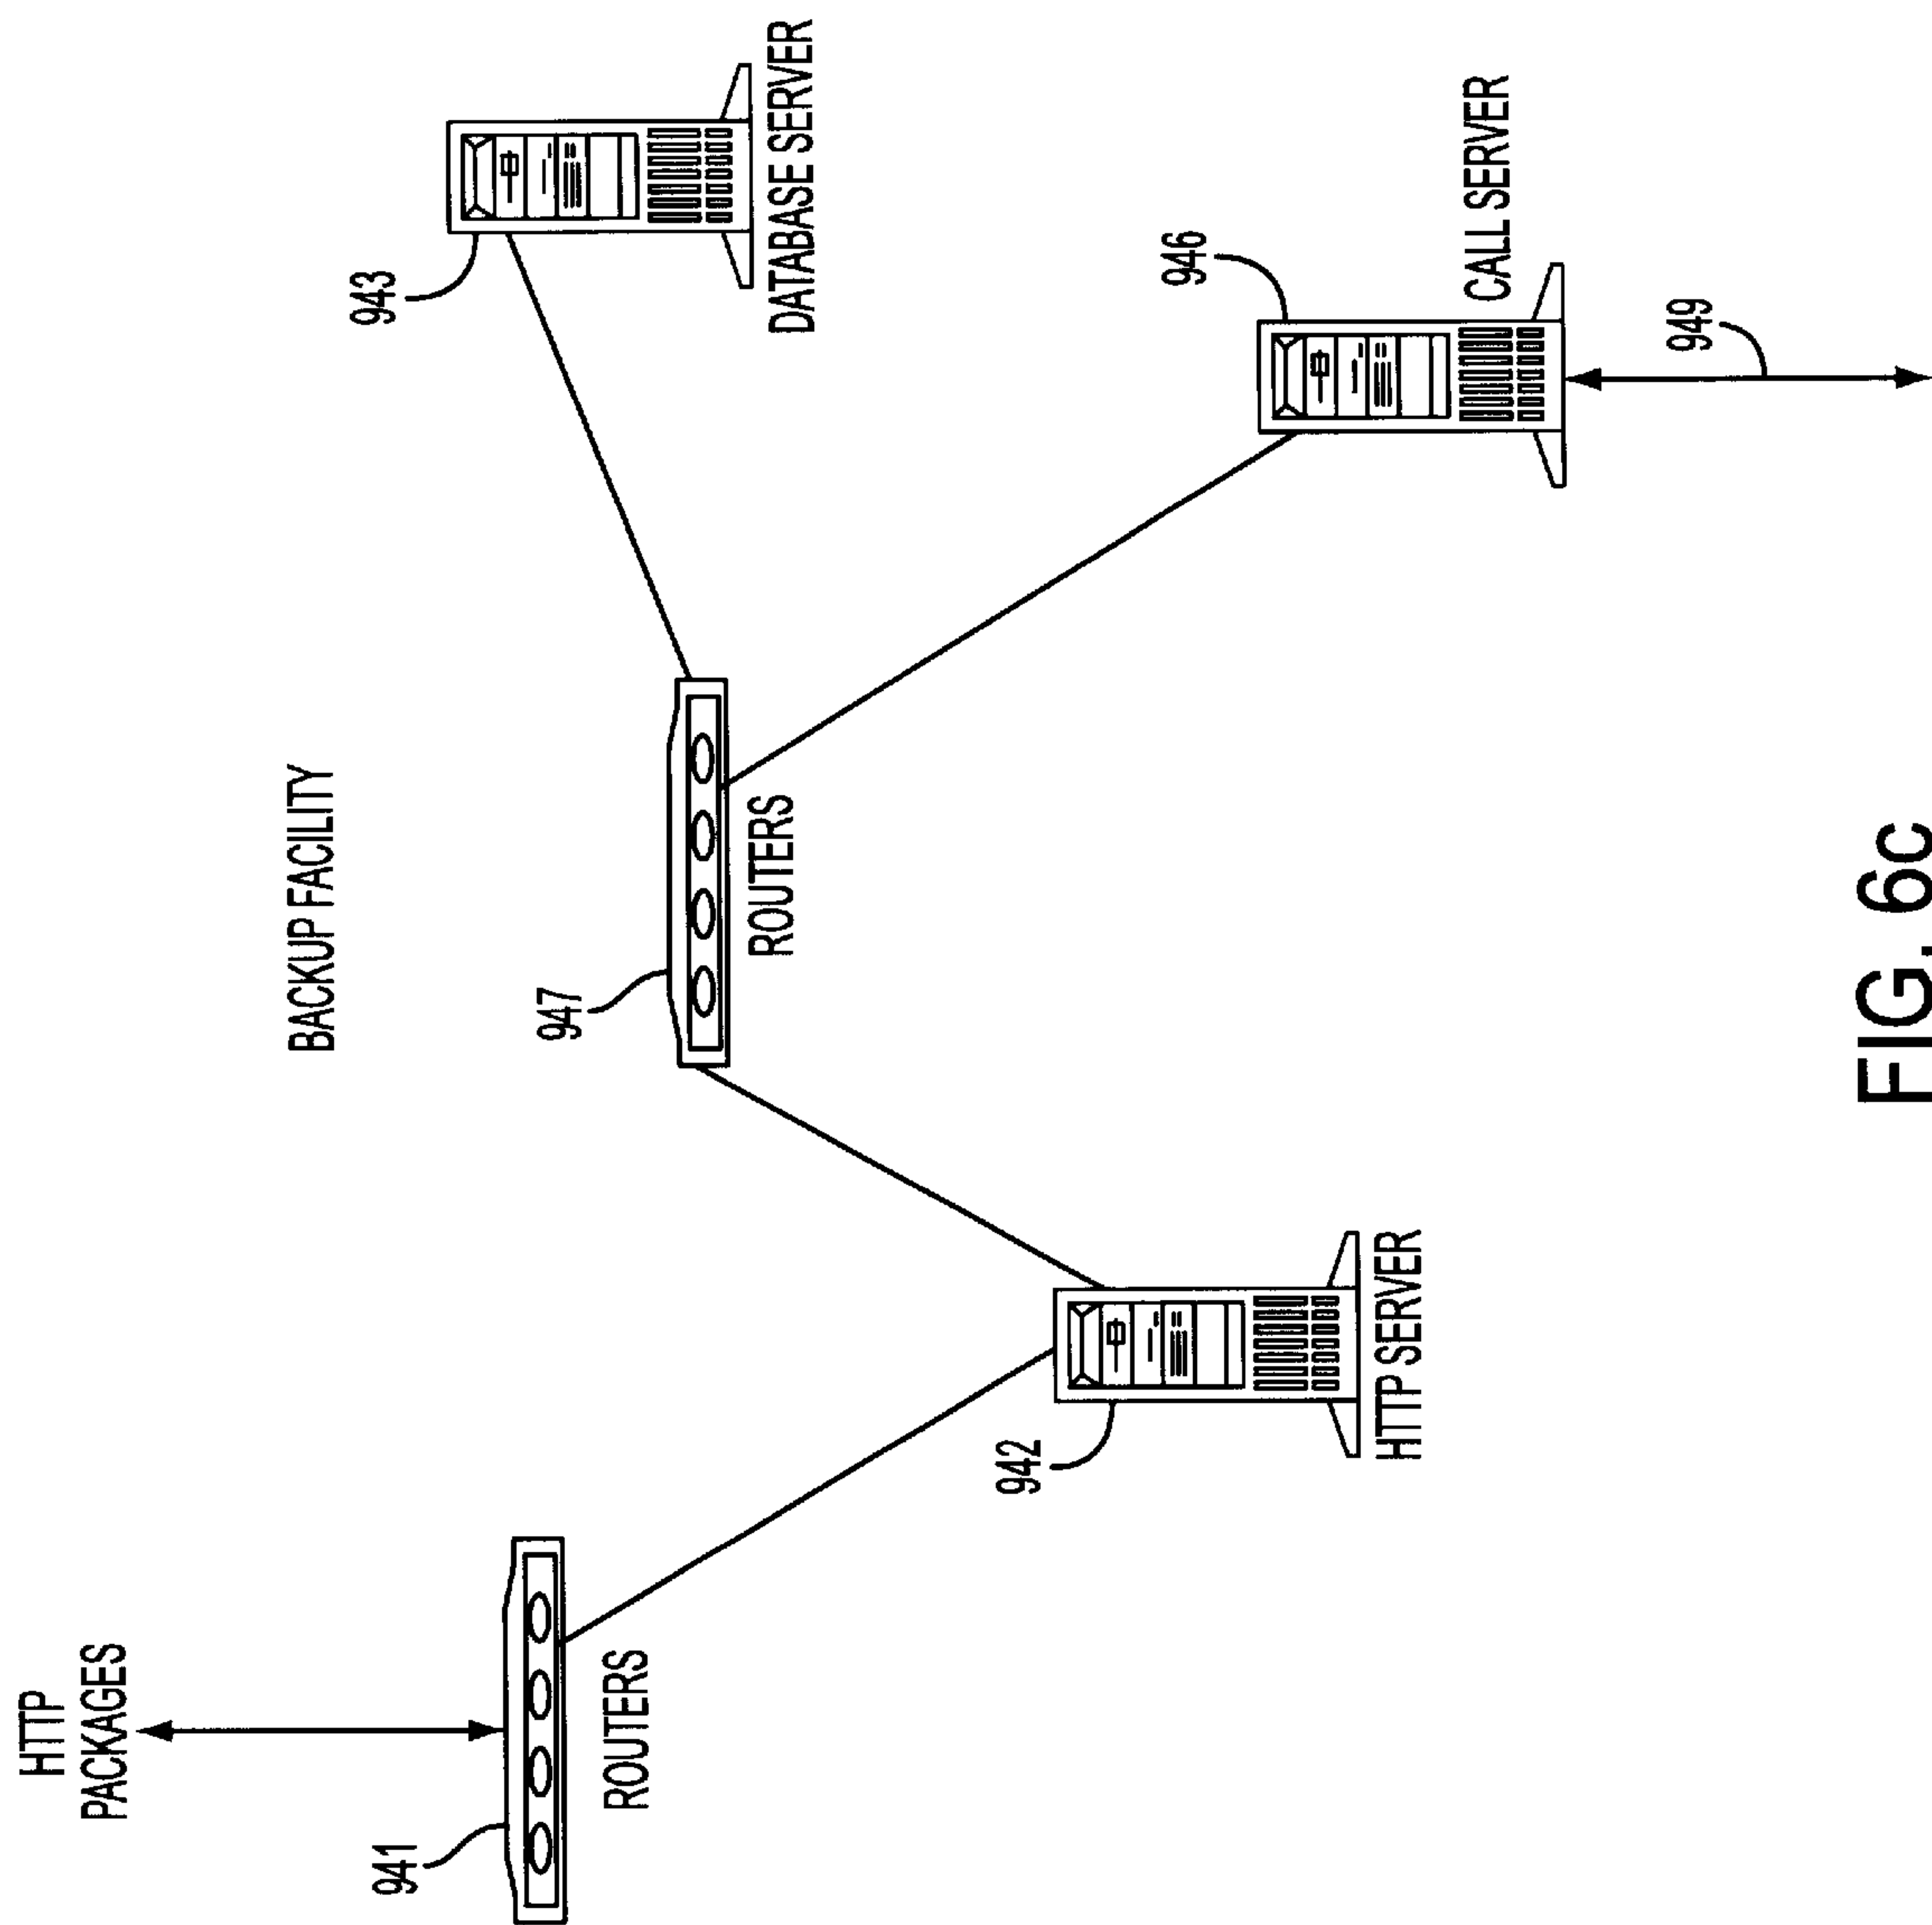 HTTP
PACKAGES
941
ROUTERS
942
HTTP SERVER
BACKUP FACILITY
947
ROUTERS
943
DATABASE SERVER
946
CALL SERVER
949
FIG. 6c